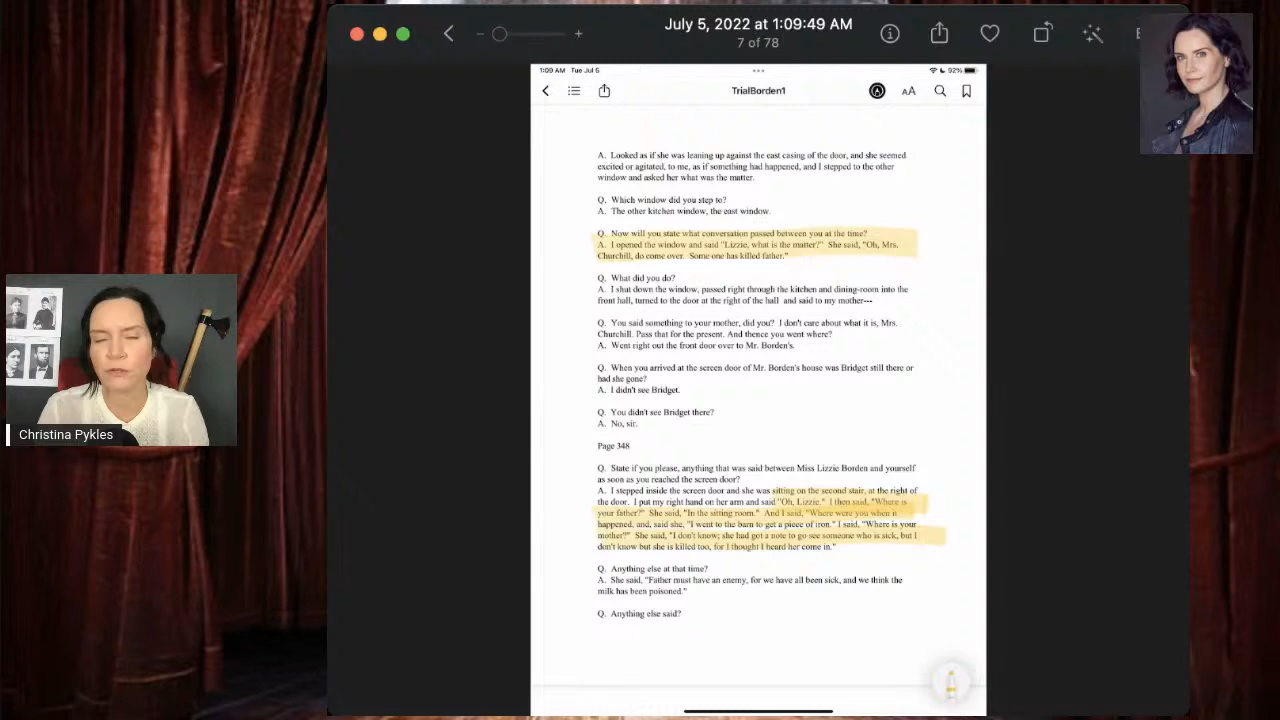 July 5, 2022 at 1:09:49 AM
7 of 78
1:09 AM Tue Jul 5
92%
TrialBorden1
AA
A. Looked as if she was leaning up against the east casing of the door, and she seemed
excited or agitated, to me, as if something had happened, and I stepped to the other
window and asked her what was the matter.
Q. Which window did you step to?
A. The other kitchen window, the east window.
Q. Now will you state what conversation passed between you at the time?
A. I opened the window and said "Lizzie, what is the matter?" She said, "Oh, Mrs.
Churchill, do come over. Some one has killed father."
Q. What did you do?
A. I shut down the window, passed right through the kitchen and dining-room into the
front hall, turned to the door at the right of the hall and said to my mother---
Q. You said something to your mother, did you? I don't care about what it is, Mrs.
Churchill. Pass that for the present. And thence you went where?
A. Went right out the front door over to Mr. Borden's.
Q. When you arrived at the screen door of Mr. Borden's house was Bridget still there or
had she gone?
A. I didn't see Bridget.
Q. You didn't see Bridget there?
A. No, sir.
Page 348
Q. State if you please, anything that was said between Miss Lizzie Borden and yourself
as soon as you reached the screen door?
A. I stepped inside the screen door and she was sitting on the second stair, at the right of
the door. I put my right hand on her arm and said "Oh, Lizzie." I then said, "Where is
your father?" She said, "In the sitting room." And I said, "Where were you when it
happened, and, said she, "I went to the barn to get a piece of iron." I said, "Where is your
mother?" She said, "I don't know; she had got a note to go see someone who is sick, but I
don't know but she is killed too, for I thought I heard her come in."
Q. Anything else at that time?
A. She said, "Father must have an enemy, for we have all been sick, and we think the
milk has been poisoned."
Q. Anything else said?
Christina Pykles